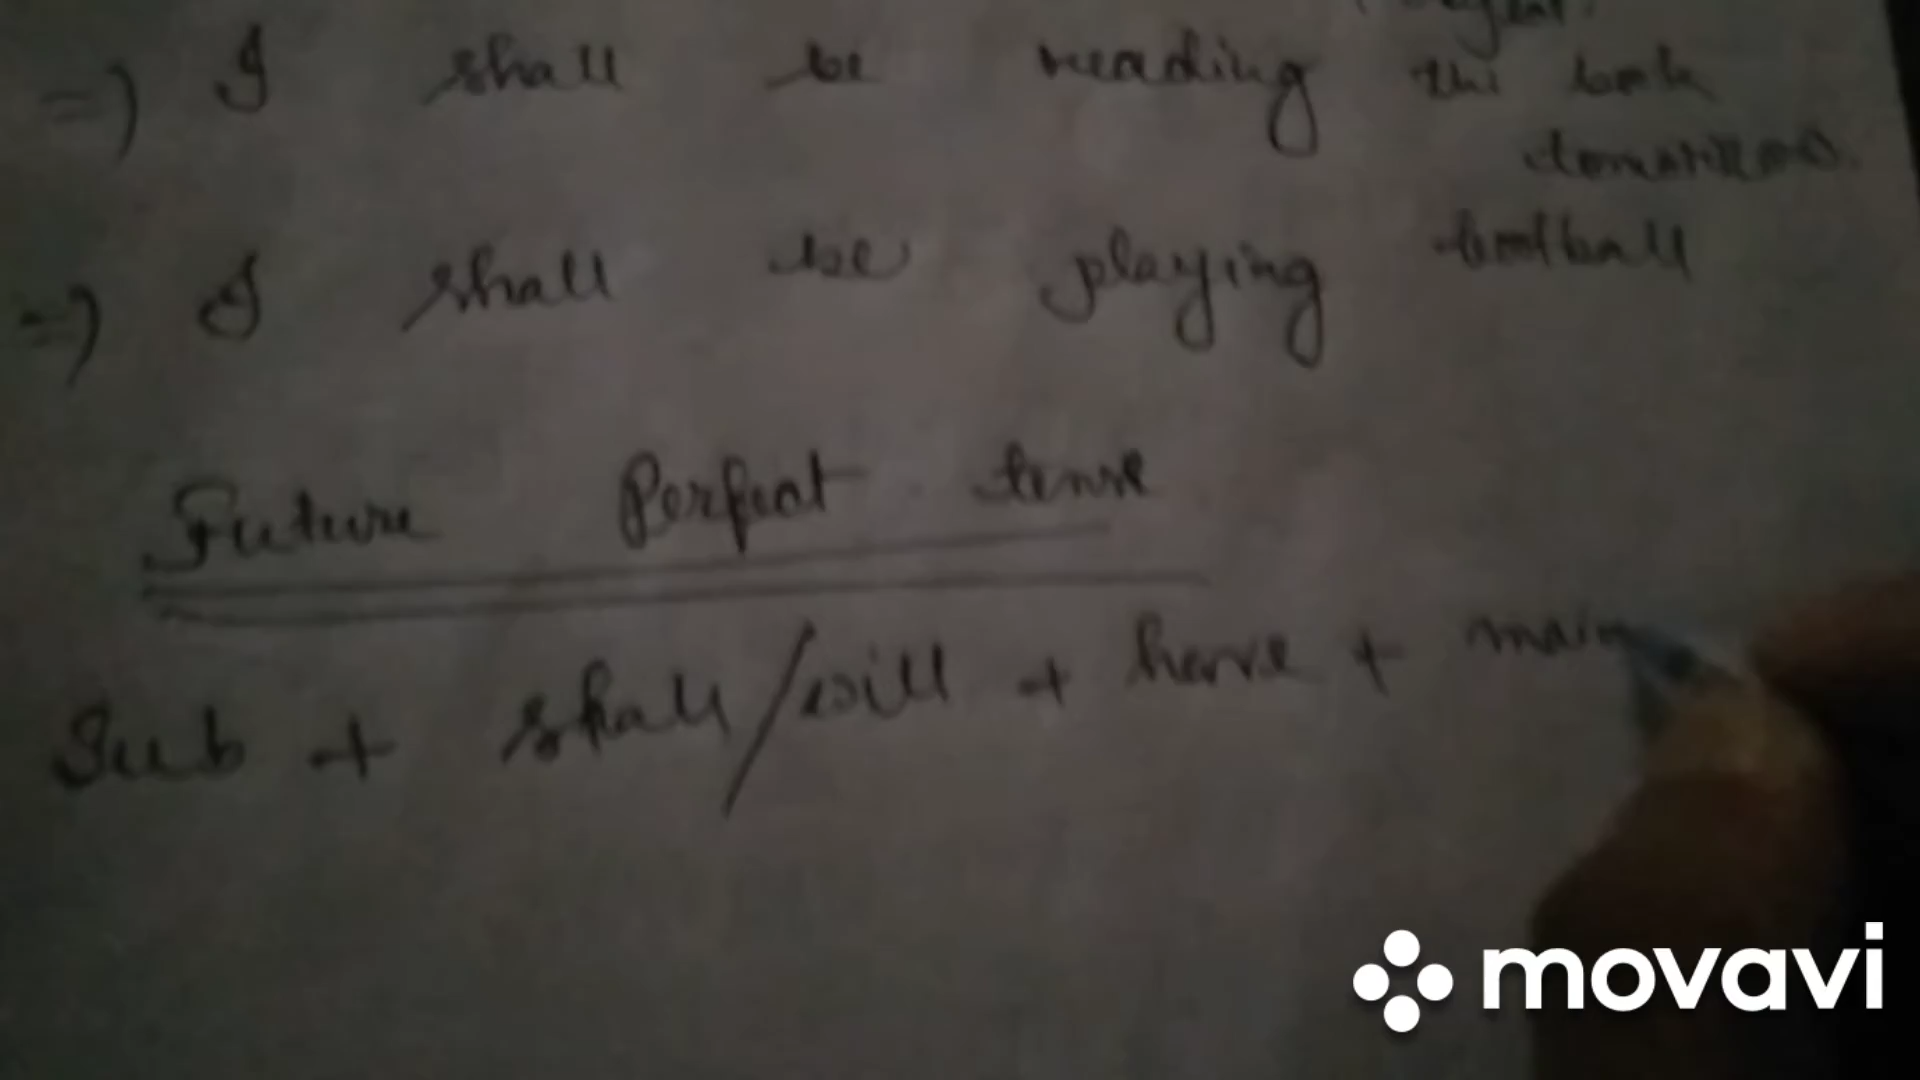 =) I shall be reading the book
tomorrow.
=) I shall be playing football
Future Perfect tense
Sub + shall/will + have + main
movavi